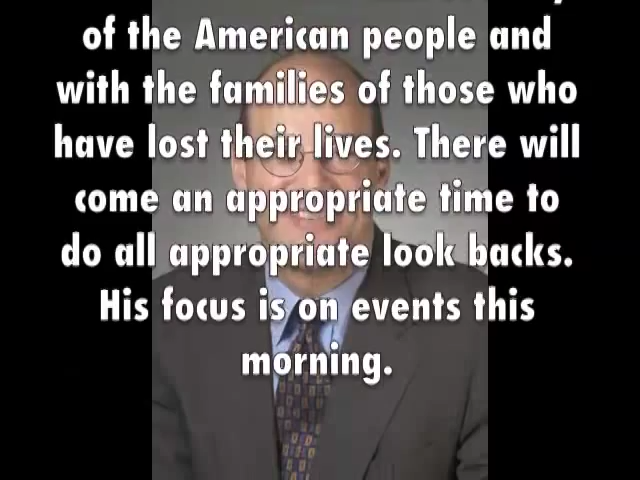 of the American people and
with the families of those who
have lost their lives. There will
come an appropriate time to
do all appropriate look backs.
His focus is on events this
morning.